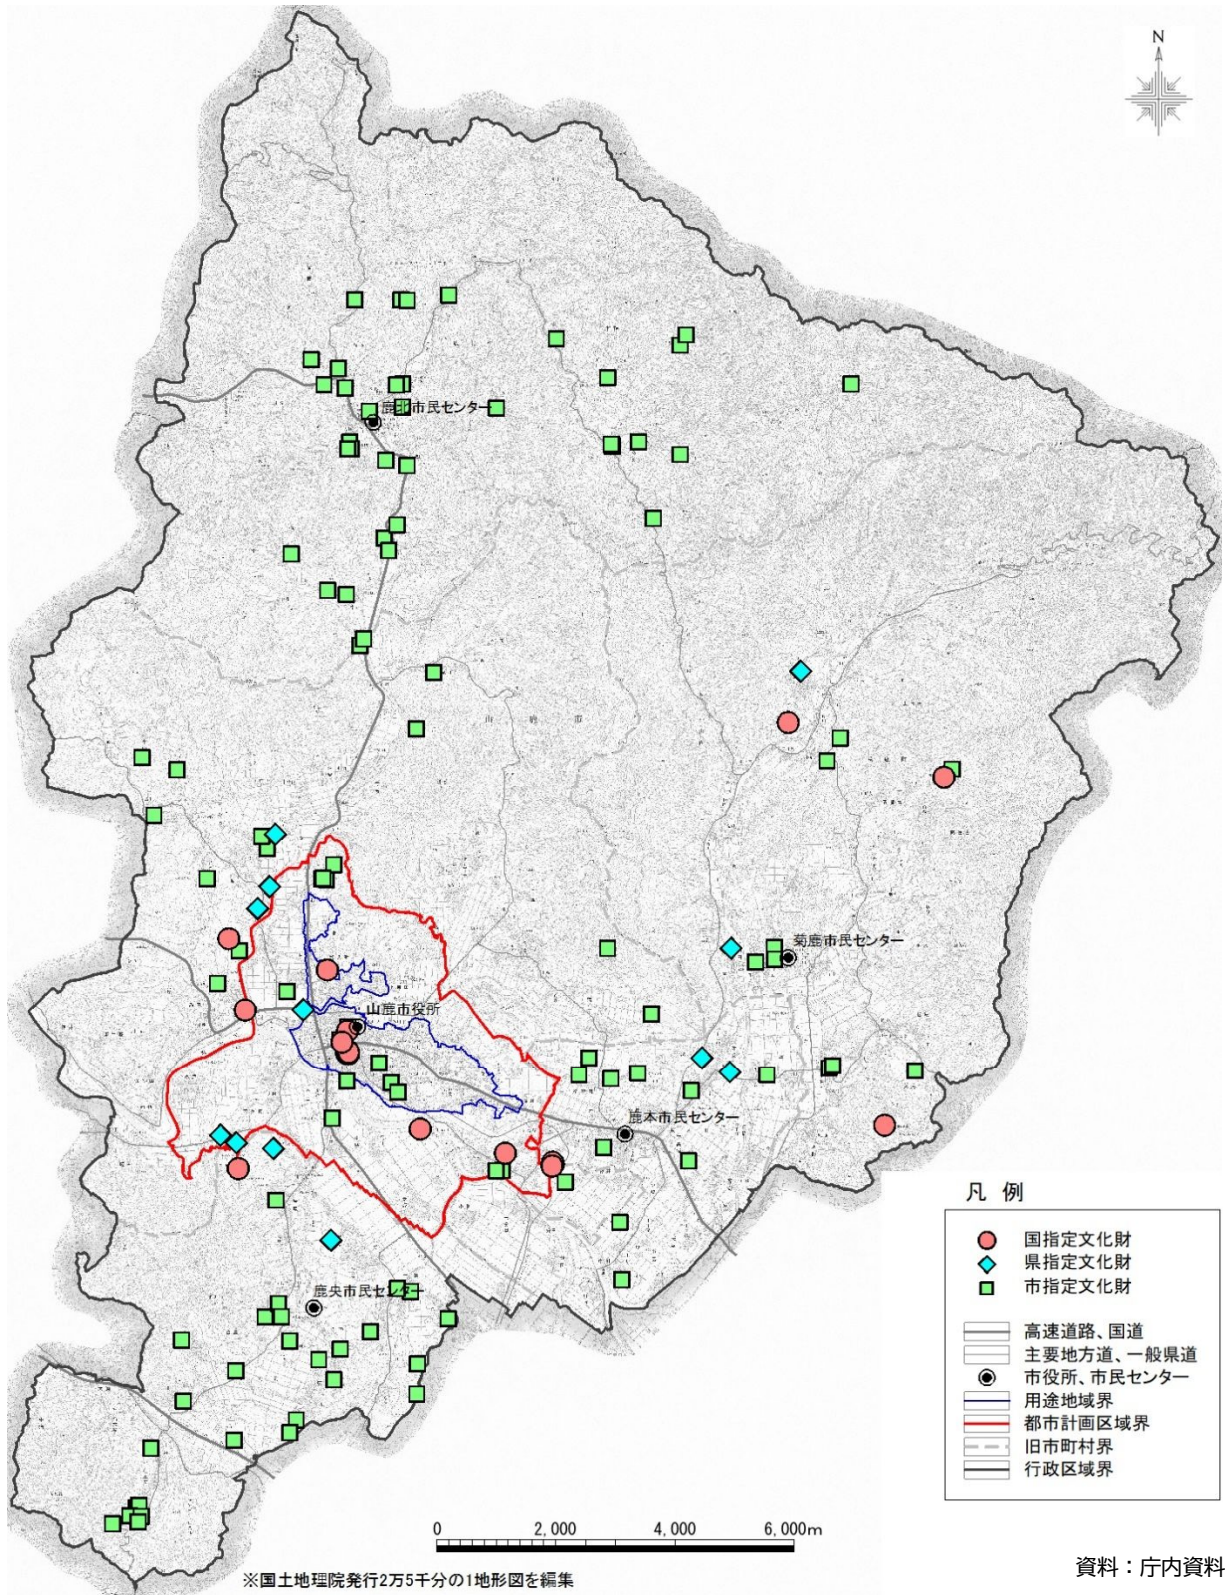 N
鹿北市民センター
山鹿市
菊鹿市民センター
山鹿市役所
鹿本市民センター
鹿央市民センター
凡 例
国指定文化財
県指定文化財
市指定文化財
高速道路、国道
主要地方道、一般県道
市役所、市民センター
用途地域界
都市計画区域界
旧市町村界
行政区域界
0 2,000 4,000 6,000m
※国土地理院発行2万5千分の1地形図を編集
資料：庁内資料